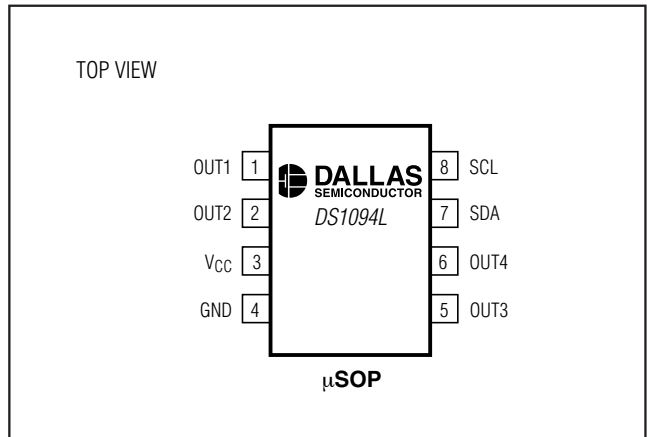 TOP VIEW
OUT1 1
DALLAS
SEMICONDUCTOR
8 SCL
OUT2 2
DS1094L
7 SDA
VCC 3
6 OUT4
GND 4
5 OUT3
μSOP